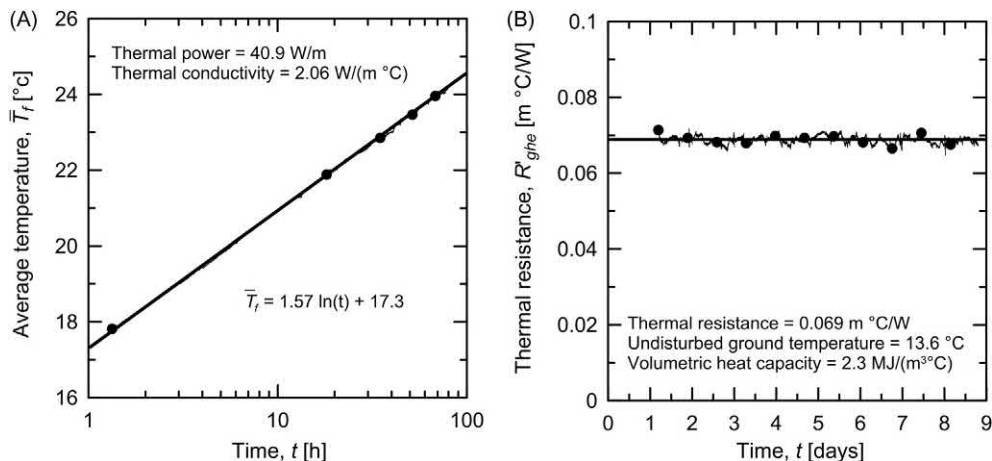 (A)
26
24
22
20
18
16
Average temperature, T̅f [°c]
Thermal power = 40.9 W/m
Thermal conductivity = 2.06 W/(m °C)
T̅f = 1.57 ln(t) + 17.3
1 10 100
Time, t [h]
(B)
0.1
0.08
0.06
0.04
0.02
0
Thermal resistance, R'ghe [m °C/W]
Thermal resistance = 0.069 m °C/W
Undisturbed ground temperature = 13.6 °C
Volumetric heat capacity = 2.3 MJ/(m³°C)
0 1 2 3 4 5 6 7 8 9
Time, t [days]